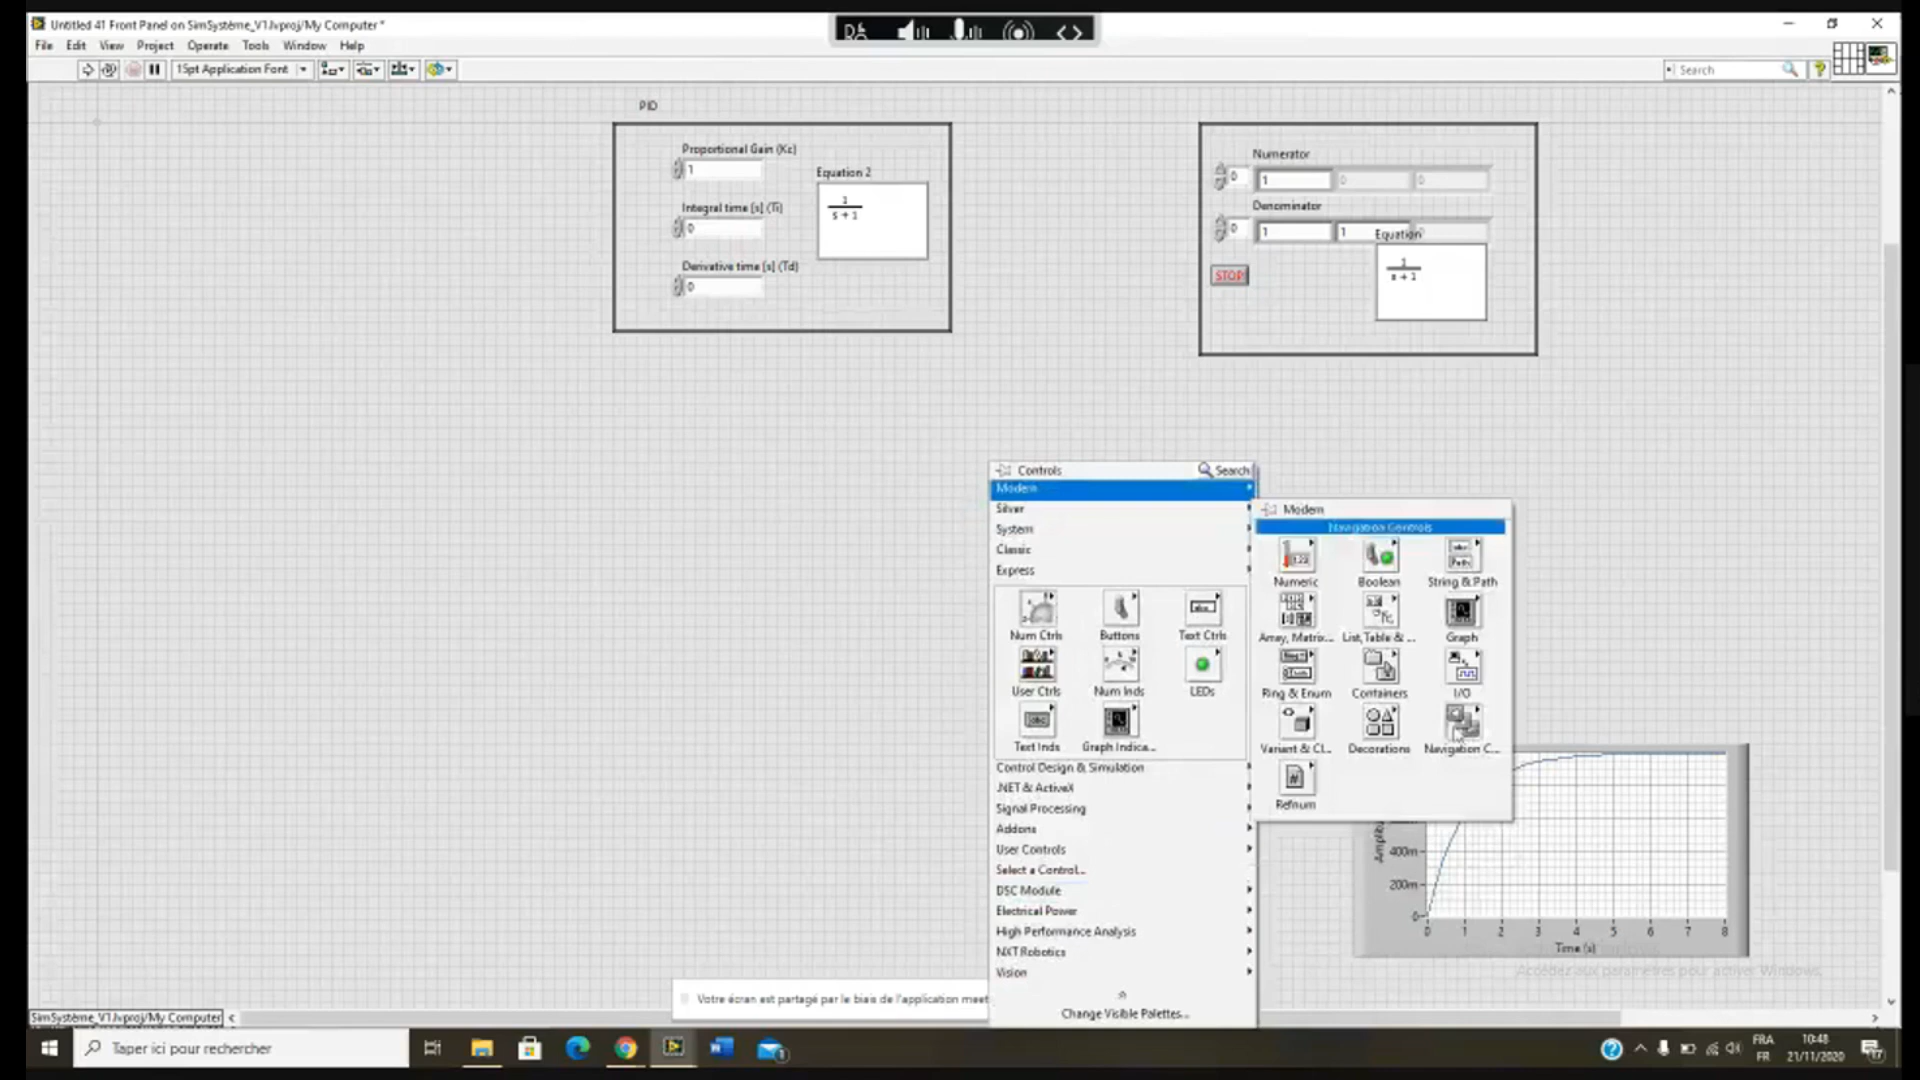 Untitled 41 Front Panel on SimSystème_V1.lvproj/My Computer *
File Edit View Project Operate Tools Window Help
15pt Application Font
Search
?
PID
Proportional Gain (Kc)
1
Integral time [s] (Ti)
0
Derivative time [s] (Td)
0
Equation 2
1
s + 1
Numerator
0 1 0 0
Denominator
0 1 1 0
STOP
Equation
1
s + 1
Controls Search
Modern
Silver
System
Classic
Express
Num Ctrls Buttons Text Ctrls
User Ctrls Num Inds LEDs
Text Inds Graph Indica...
Control Design & Simulation
.NET & ActiveX
Signal Processing
Addons
User Controls
Select a Control...
DSC Module
Electrical Power
High Performance Analysis
NXT Robotics
Vision
Change Visible Palettes...
Modern
Navigation Controls
Numeric Boolean String & Path
Array, Matrix... List, Table & ... Graph
Ring & Enum Containers I/O
Variant & Cl... Decorations Navigation C...
Refnum
400m
200m
0
0 1 2 3 4 5 6 7 8
Time (s)
Accédez aux paramètres pour activer Windows.
Votre écran est partagé par le biais de l'application meet
SimSystème_V1.lvproj/My Computer
Taper ici pour rechercher
FRA
FR
10:48
21/11/2020